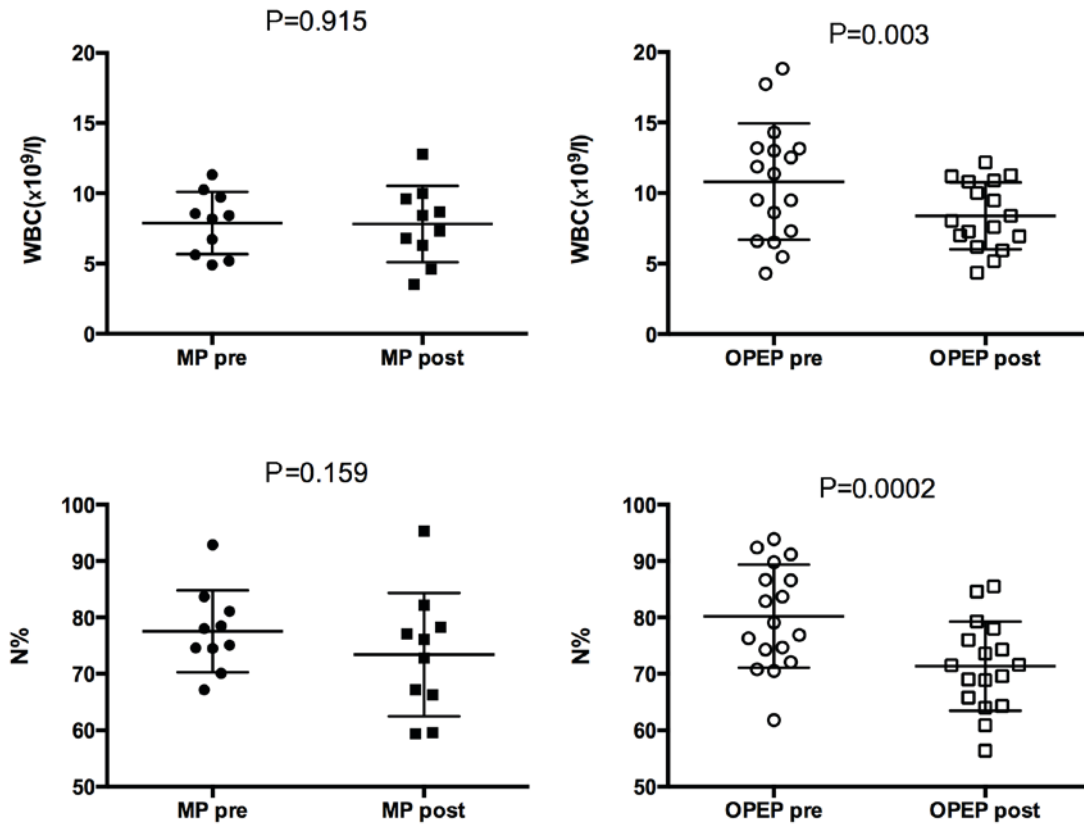 P=0.915
WBC(x10⁹/l)
20
15
10
5
0
MP pre MP post
P=0.003
WBC(x10⁹/l)
20
15
10
5
0
OPEP pre OPEP post
P=0.159
N%
100
90
80
70
60
50
MP pre MP post
P=0.0002
N%
100
90
80
70
60
50
OPEP pre OPEP post